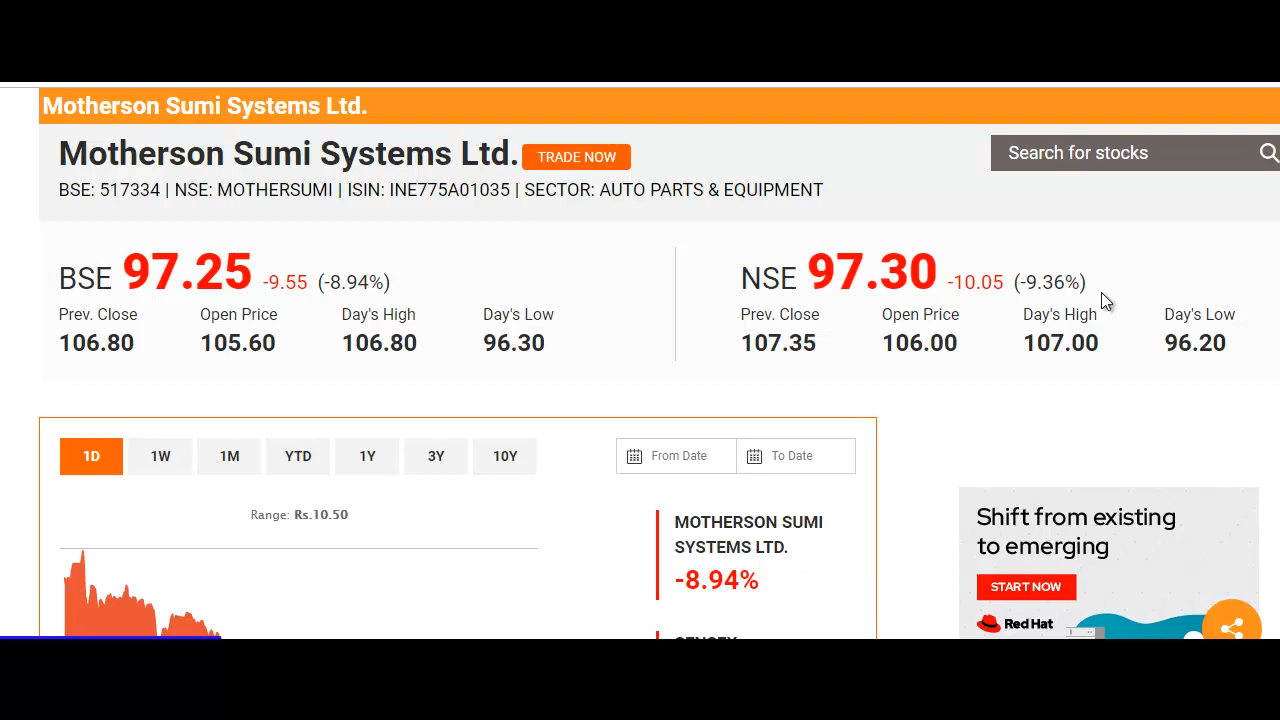 Motherson Sumi Systems Ltd.
Motherson Sumi Systems Ltd. TRADE NOW
Search for stocks
BSE: 517334 | NSE: MOTHERSUMI | ISIN: INE775A01035 | SECTOR: AUTO PARTS & EQUIPMENT
BSE 97.25 -9.55 (-8.94%)
Prev. Close Open Price Day's High Day's Low
106.80 105.60 106.80 96.30
NSE 97.30 -10.05 (-9.36%)
Prev. Close Open Price Day's High Day's Low
107.35 106.00 107.00 96.20
1D 1W 1M YTD 1Y 3Y 10Y
From Date To Date
Range: Rs.10.50
MOTHERSON SUMI
SYSTEMS LTD.
-8.94%
Shift from existing
to emerging
START NOW
Red Hat